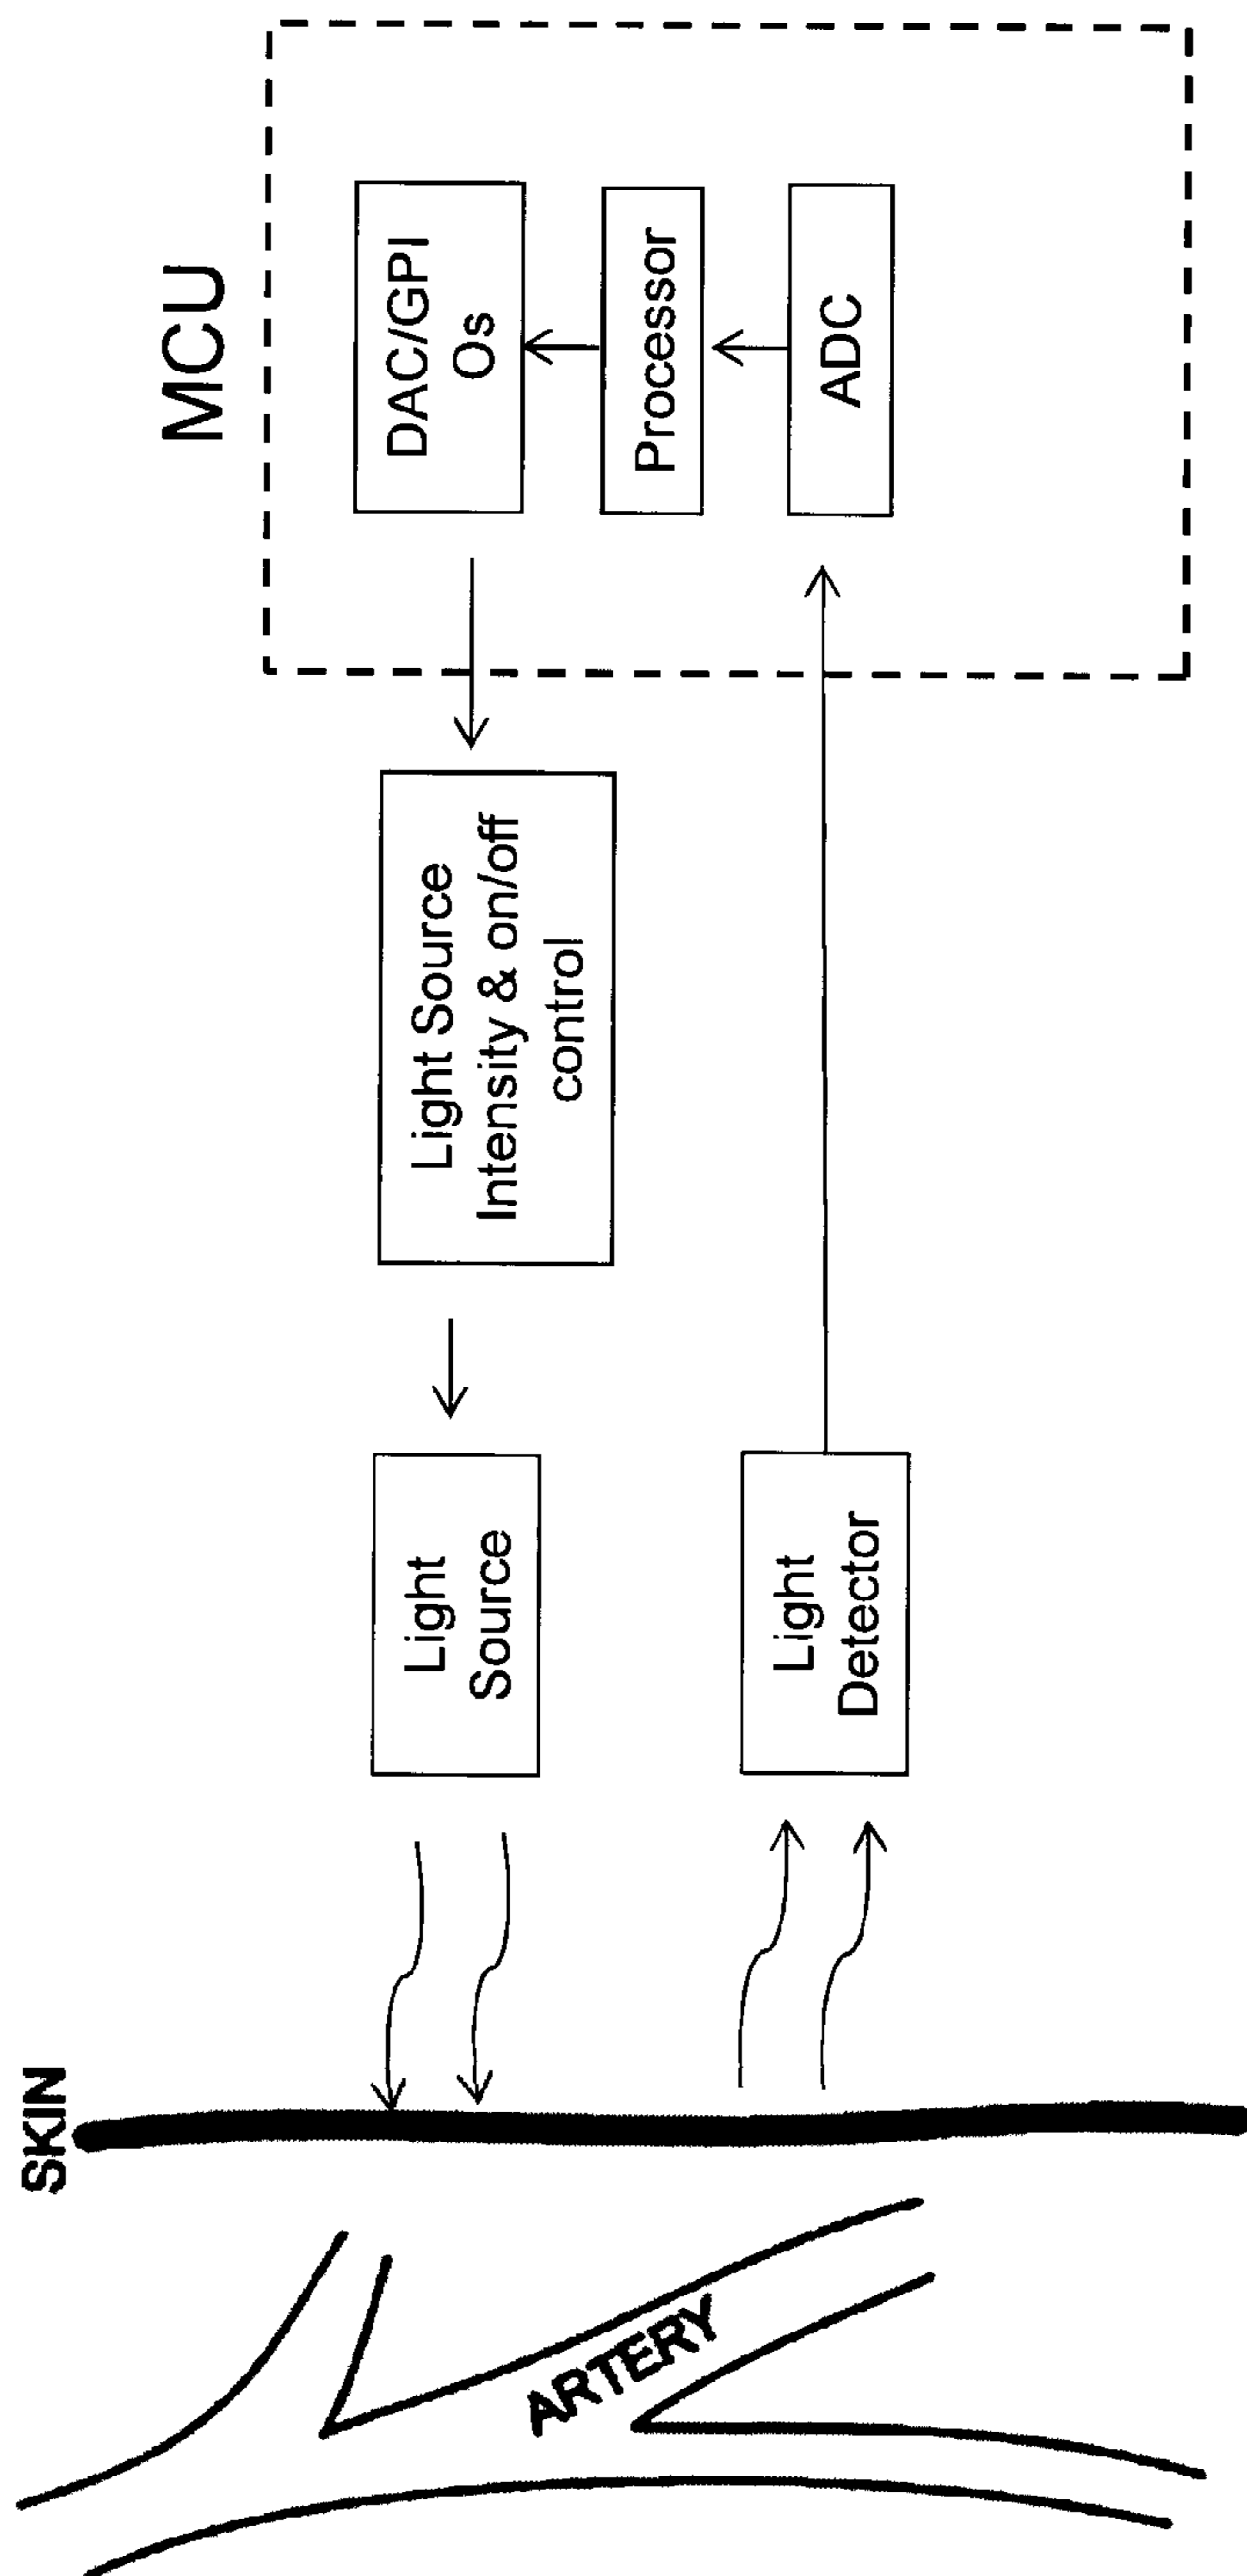 SKIN
ARTERY
Light
Source
Light
Detector
Light Source
Intensity & on/off
control
MCU
DAC/GPI
Os
Processor
ADC